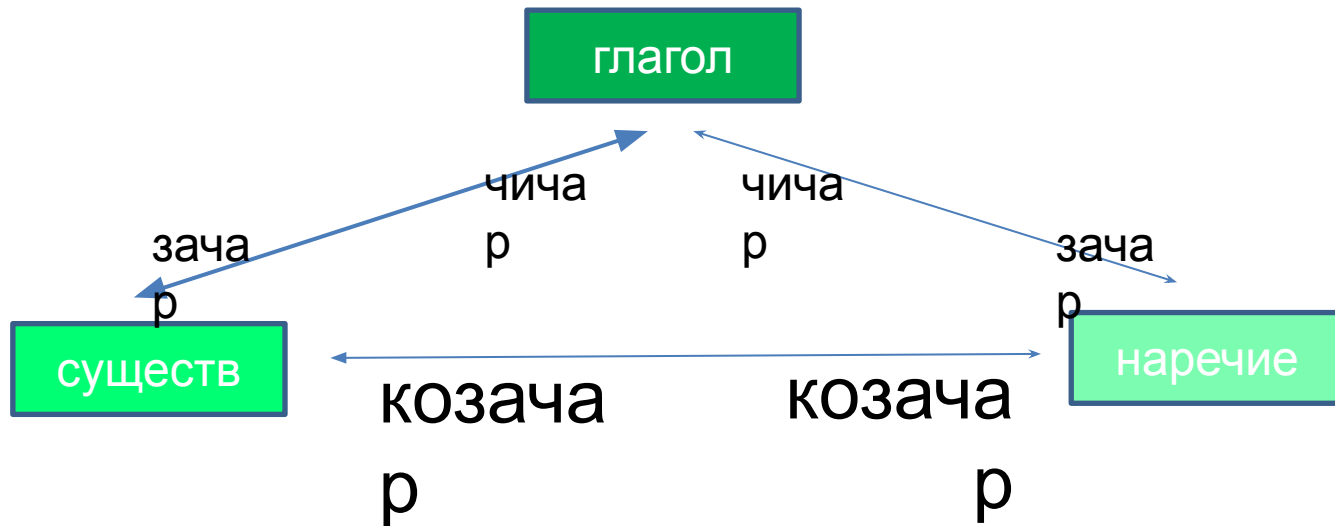 глагол
чича
р
чича
р
зача
р
зача
р
существ
наречие
козача
р
козача
р